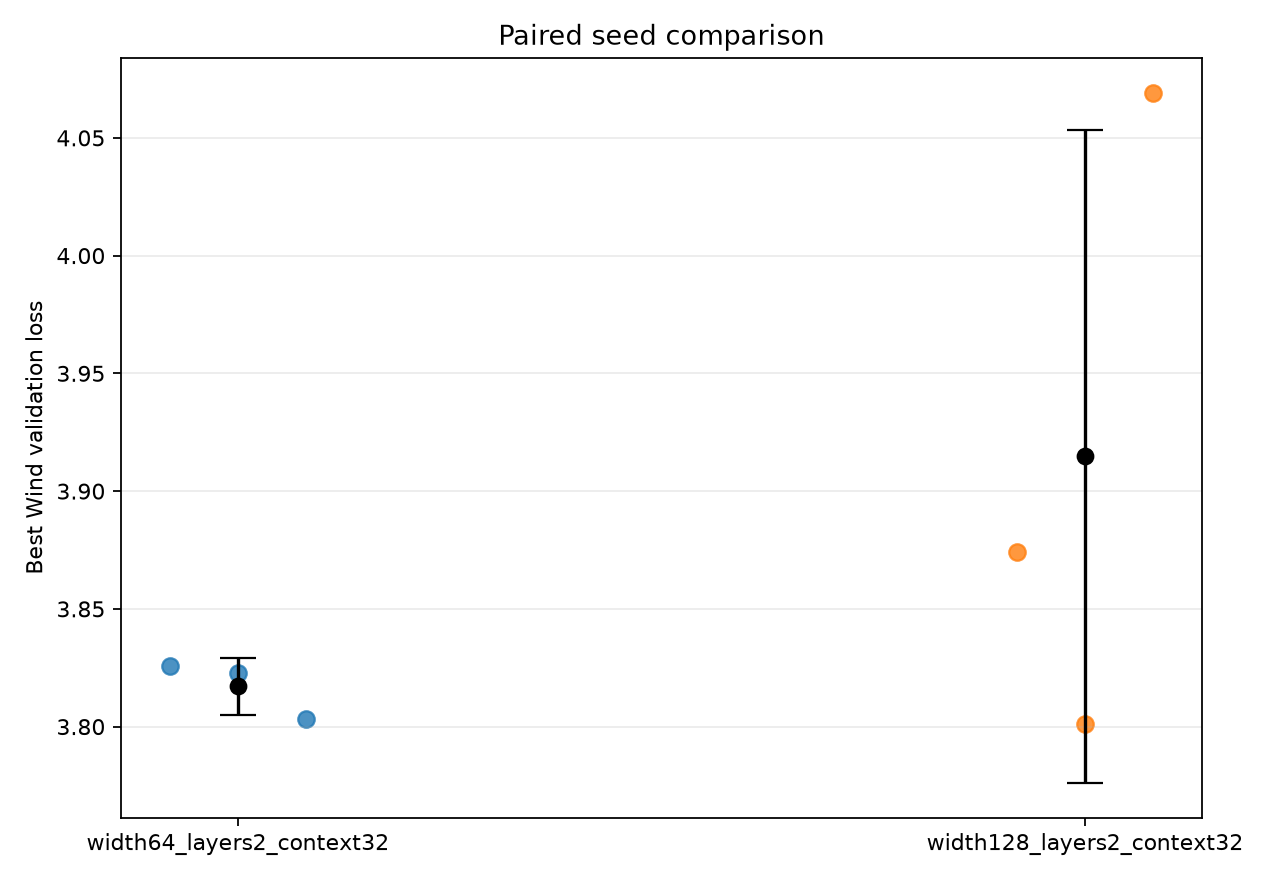 Paired seed comparison
Best Wind validation loss
4.05
4.00
3.95
3.90
3.85
3.80
width64_layers2_context32
width128_layers2_context32